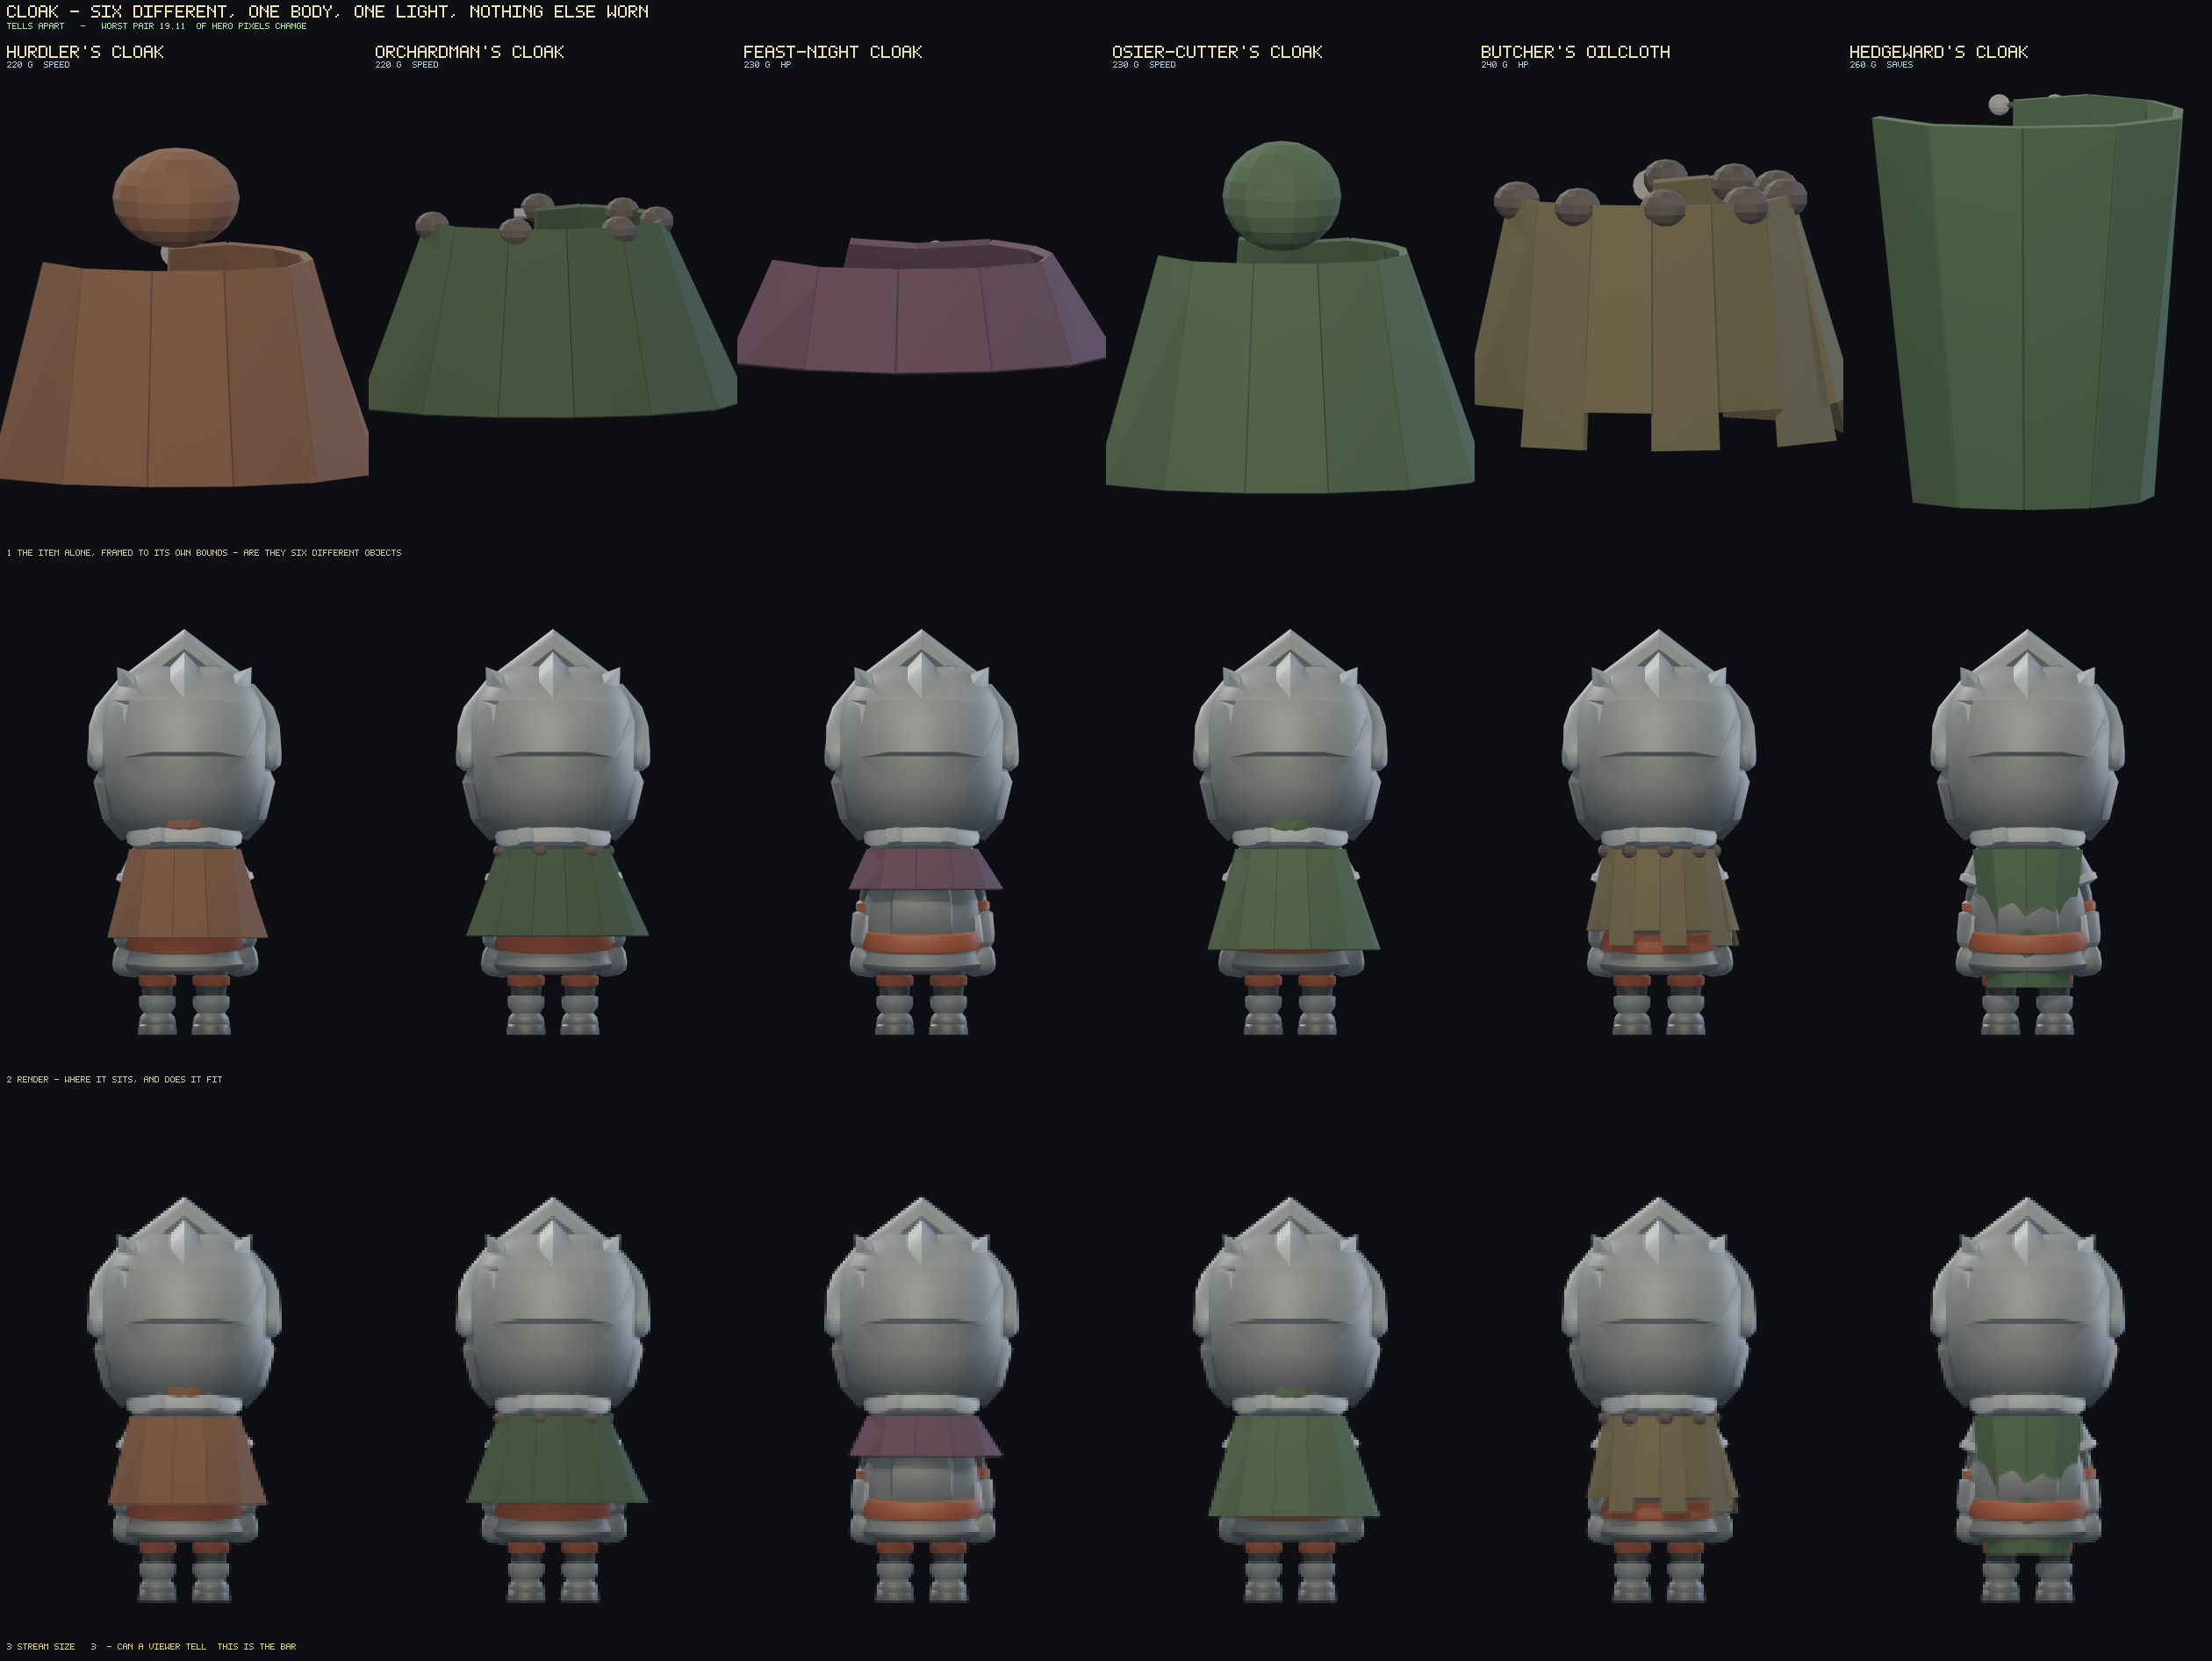 CLOAK - SIX DIFFERENT, ONE BODY, ONE LIGHT, NOTHING ELSE WORN
TELLS APART - WORST PAIR 19.11 OF HERO PIXELS CHANGE
HURDLER'S CLOAK
220 G SPEED
ORCHARDMAN'S CLOAK
220 G SPEED
FEAST-NIGHT CLOAK
230 G HP
OSIER-CUTTER'S CLOAK
230 G SPEED
BUTCHER'S OILCLOTH
240 G HP
HEDGEWARD'S CLOAK
260 G SAVES
1 THE ITEM ALONE, FRAMED TO ITS OWN BOUNDS - ARE THEY SIX DIFFERENT OBJECTS
2 RENDER - WHERE IT SITS, AND DOES IT FIT
3 STREAM SIZE 3 - CAN A VIEWER TELL THIS IS THE BAR